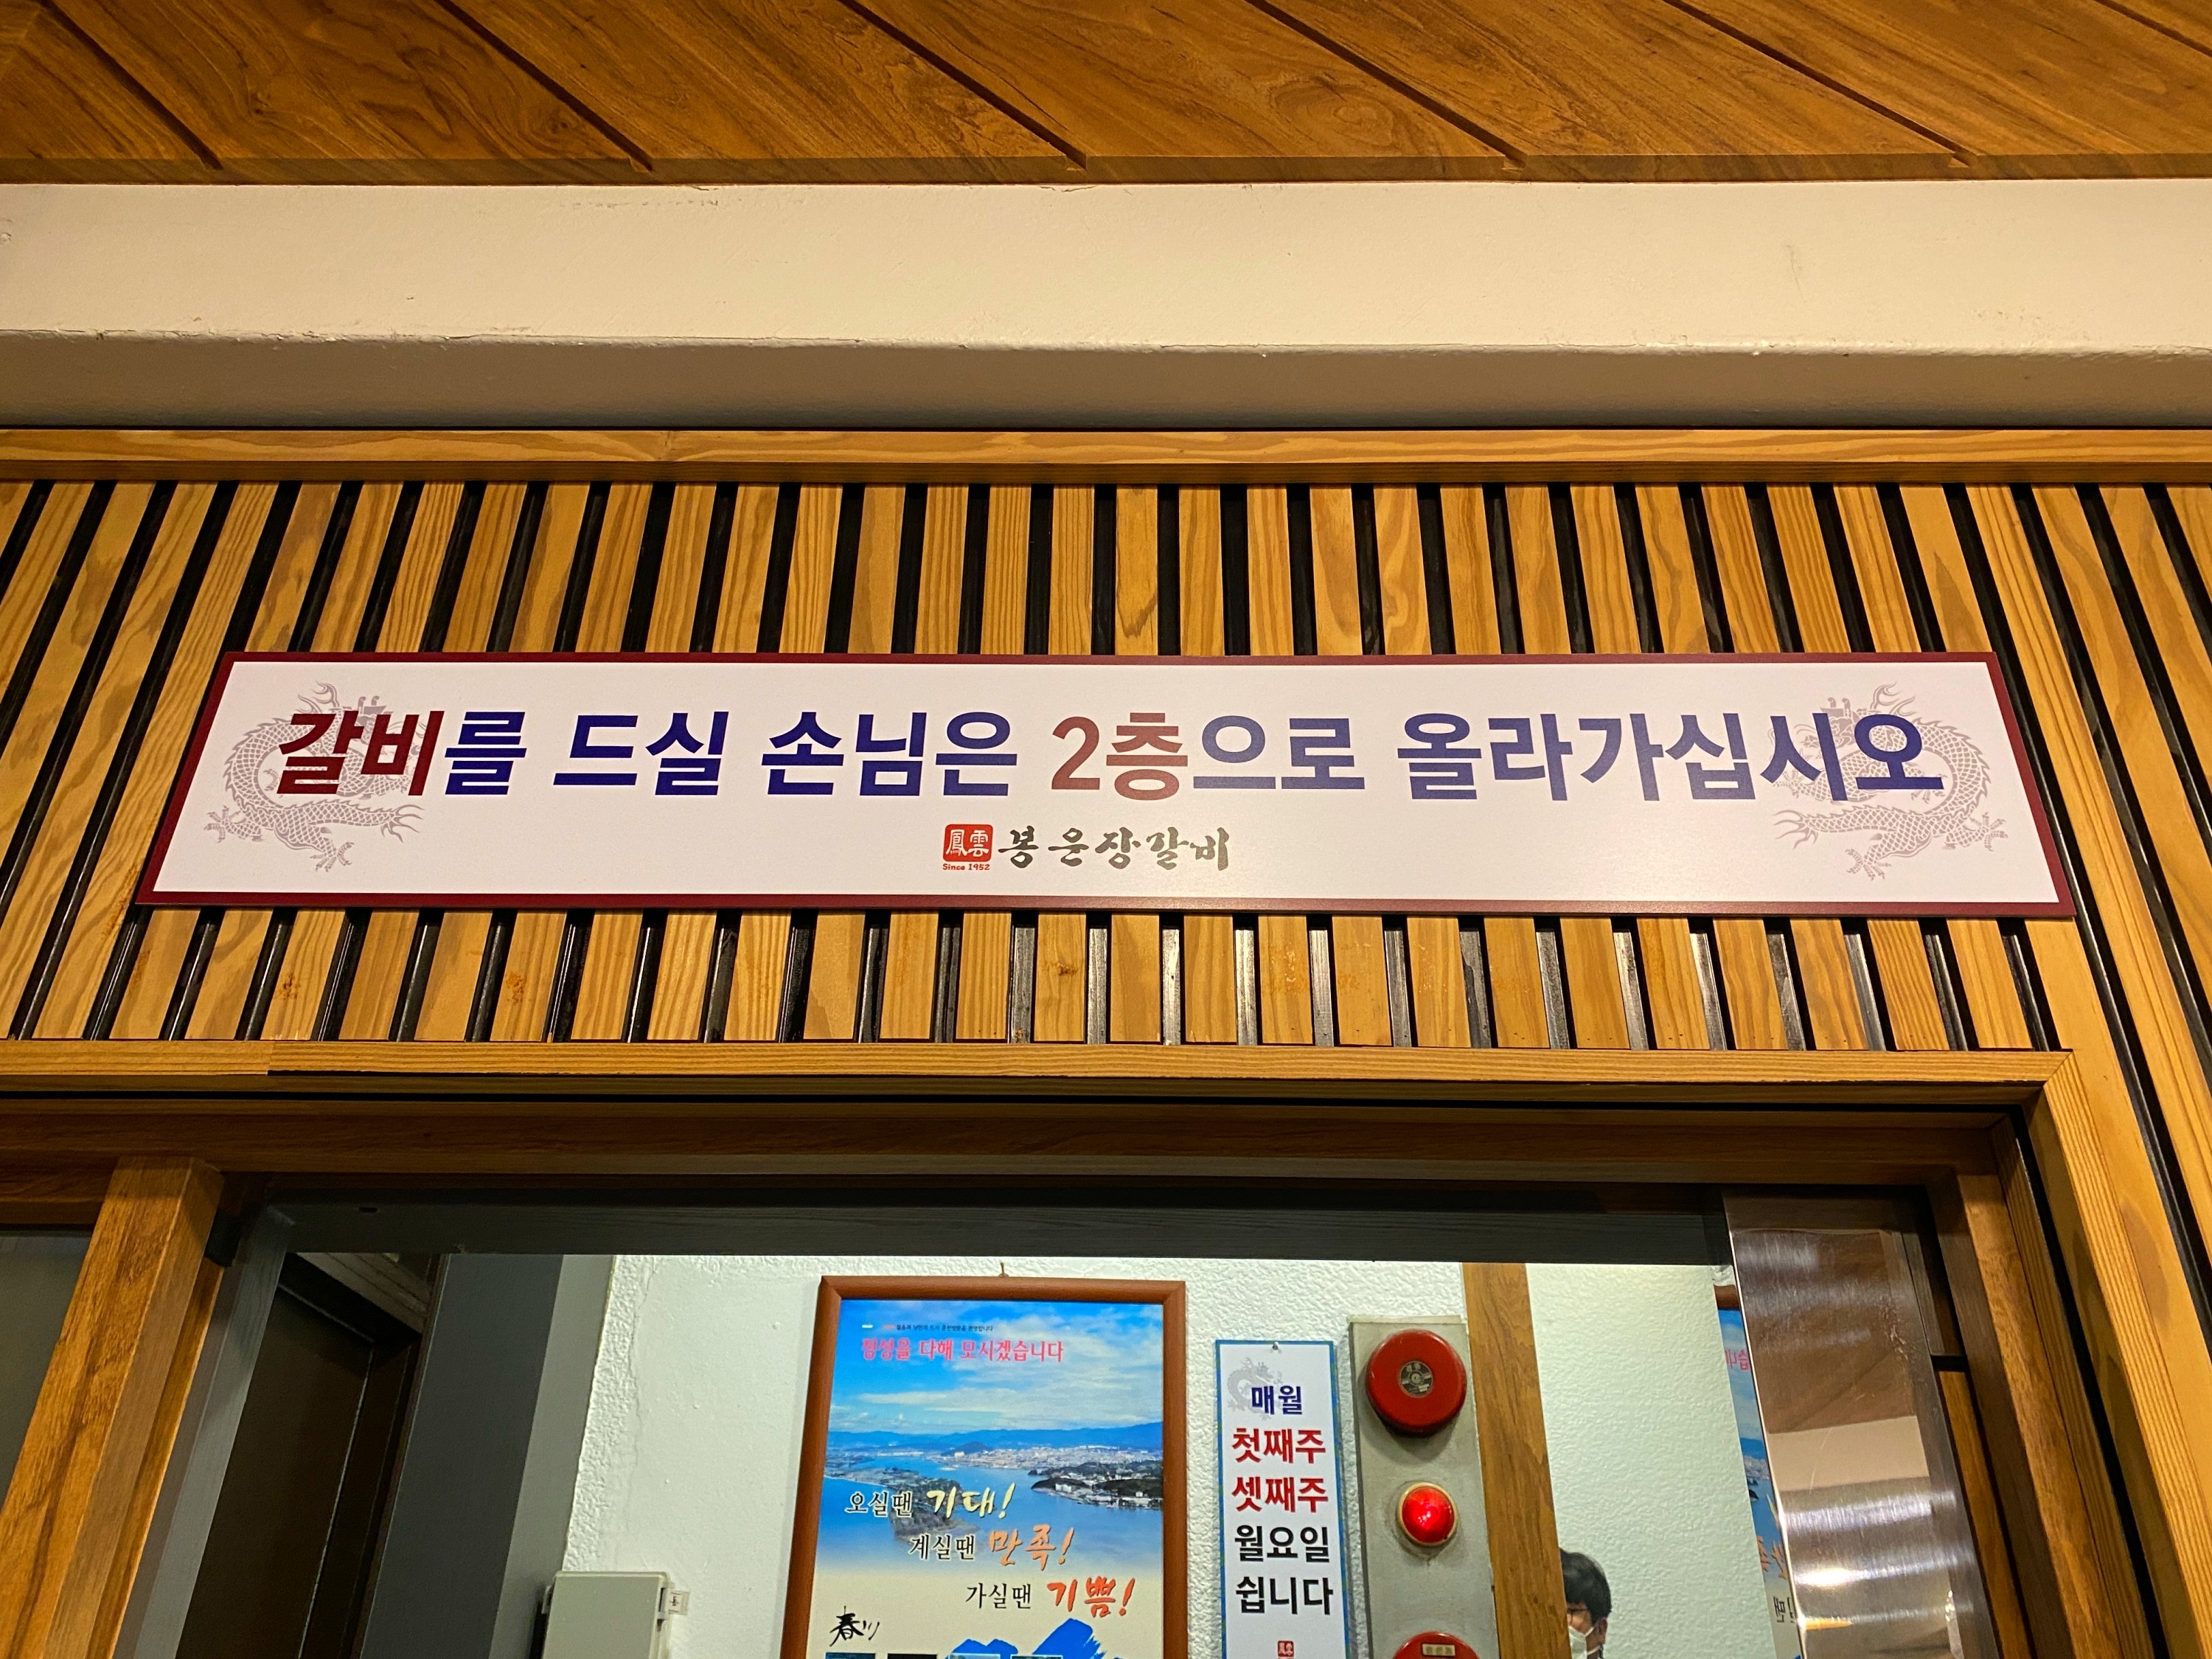 갈비를 드실 손님은 2층으로 올라가십시오
鳳雲 봉운장갈비
Since 1952
정성을 다해 모시겠습니다
오실땐 기대!
계실땐 만족!
가실땐 기쁨!
春川
매월
첫째주
셋째주
월요일
쉽니다